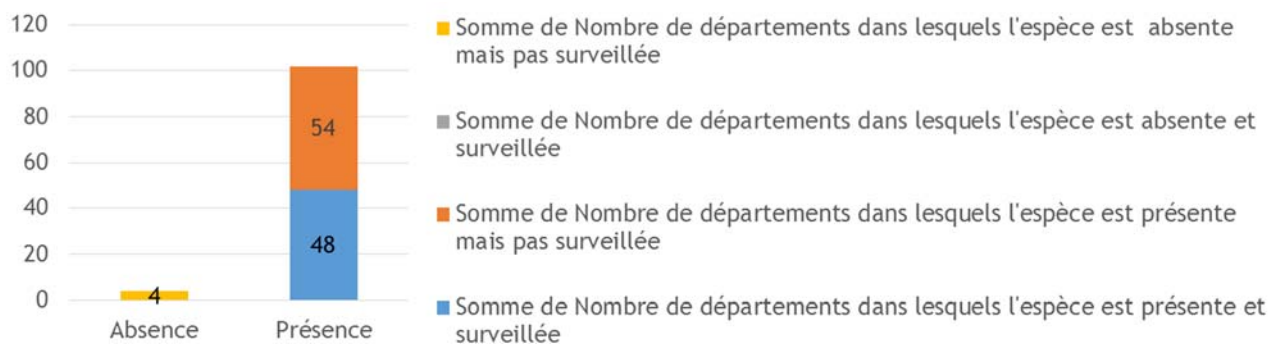 120
100
80
60
40
20
0
4
54
48
Absence
Présence
Somme de Nombre de départements dans lesquels l'espèce est absente
mais pas surveillée
Somme de Nombre de départements dans lesquels l'espèce est absente et
surveillée
Somme de Nombre de départements dans lesquels l'espèce est présente
mais pas surveillée
Somme de Nombre de départements dans lesquels l'espèce est présente et
surveillée